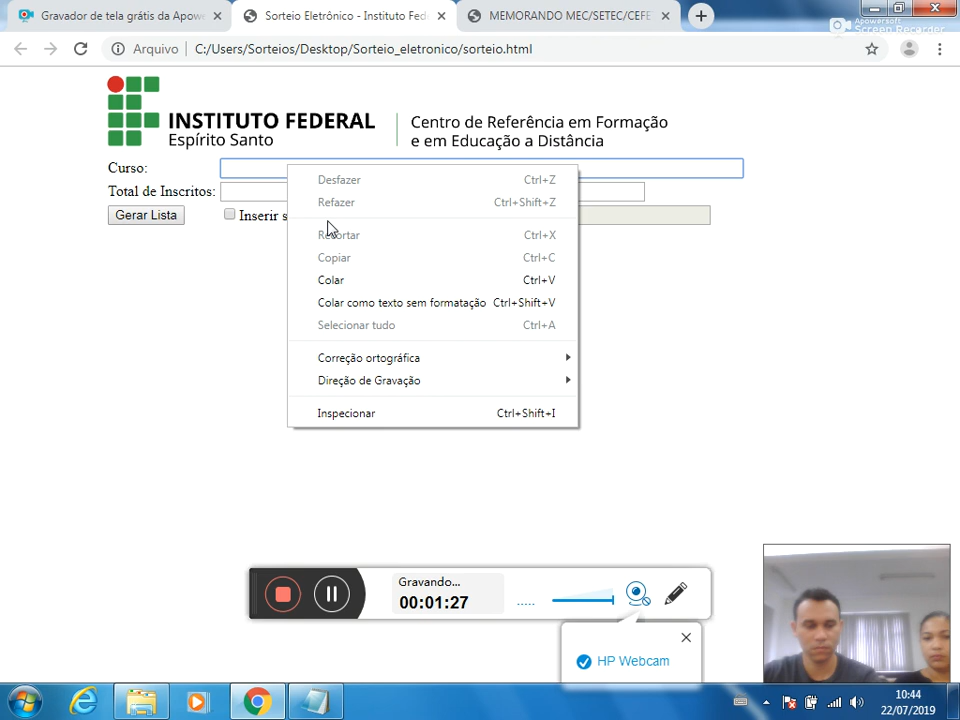 Gravador de tela grátis da Apowe
Sorteio Eletrônico - Instituto Fed
MEMORANDO MEC/SETEC/CEFE
Apowersoft
Screen Recorder
Arquivo
C:/Users/Sorteios/Desktop/Sorteio_eletronico/sorteio.html
INSTITUTO FEDERAL
Espírito Santo
Centro de Referência em Formação
e em Educação a Distância
Curso:
Total de Inscritos:
Gerar Lista
Inserir s
Desfazer Ctrl+Z
Refazer Ctrl+Shift+Z
Recortar Ctrl+X
Copiar Ctrl+C
Colar Ctrl+V
Colar como texto sem formatação Ctrl+Shift+V
Selecionar tudo Ctrl+A
Correção ortográfica
Direção de Gravação
Inspecionar Ctrl+Shift+I
Gravando...
00:01:27
HP Webcam
10:44
22/07/2019